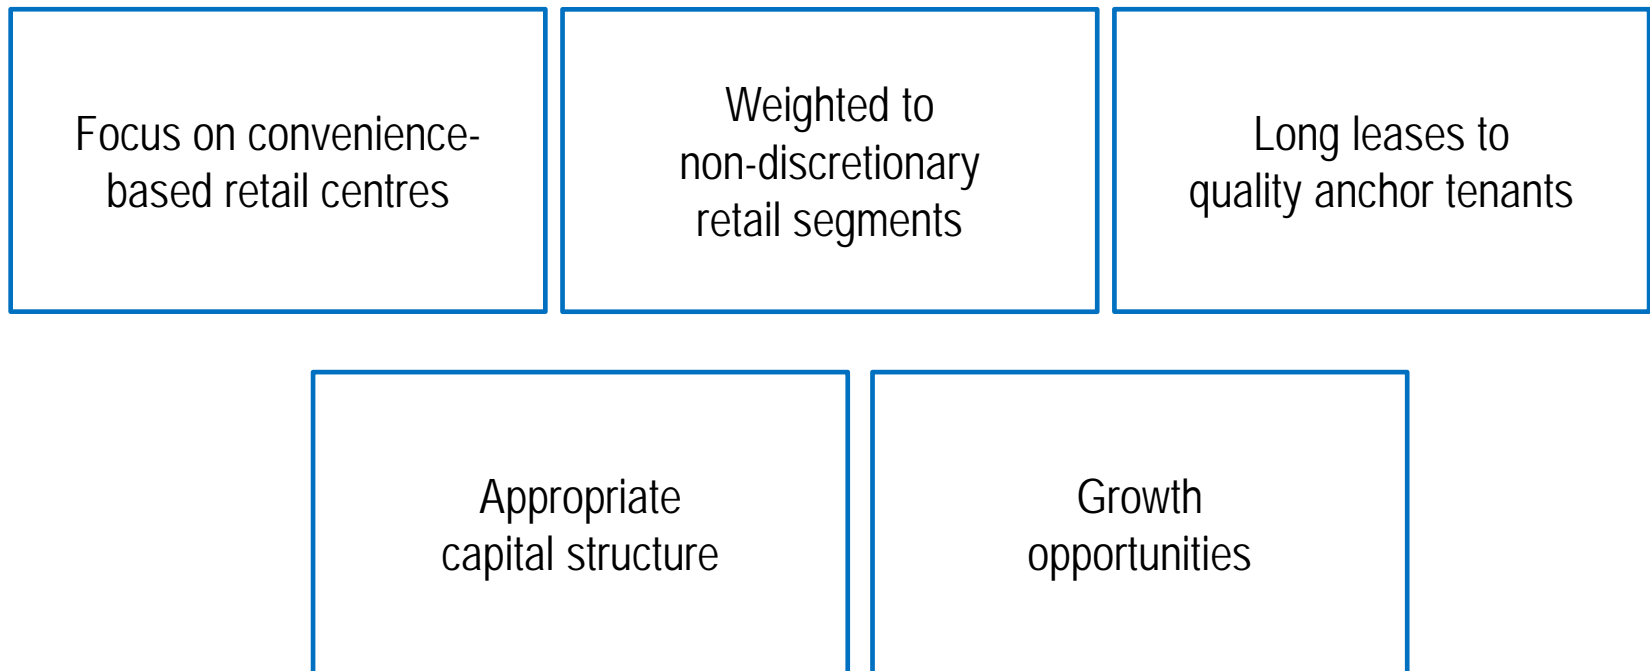 Focus on convenience-
based retail centres
Weighted to
non-discretionary
retail segments
Long leases to
quality anchor tenants
Appropriate
capital structure
Growth
opportunities